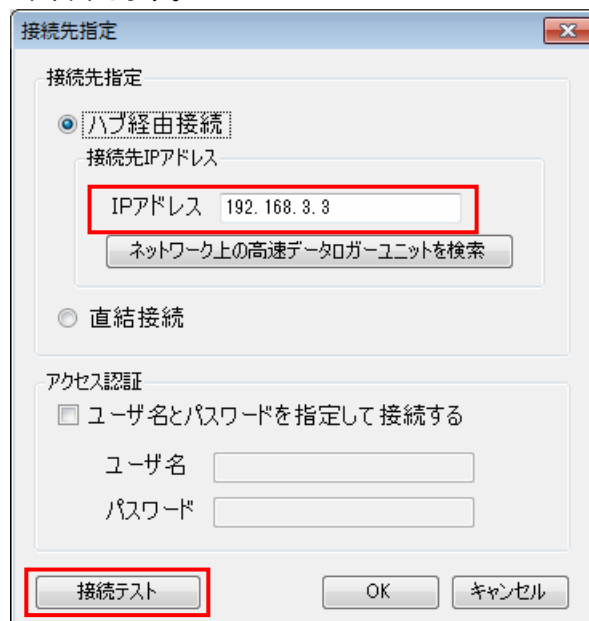 接続先指定
接続先指定
ハブ経由接続
接続先IPアドレス
IPアドレス 192.168.3.3
ネットワーク上の高速データロガーユニットを検索
直結接続
アクセス認証
ユーザ名とパスワードを指定して接続する
ユーザ名
パスワード
接続テスト OK キャンセル